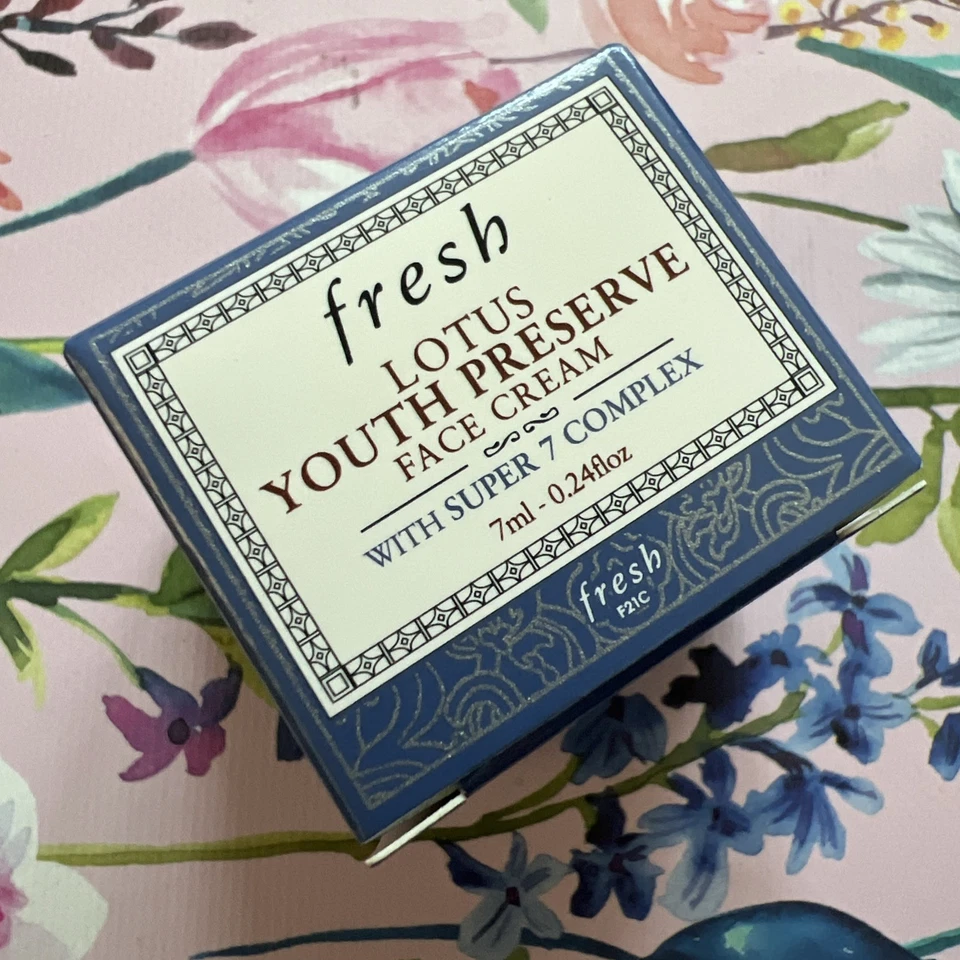 fresh
LOTUS
YOUTH PRESERVE
FACE CREAM
WITH SUPER 7 COMPLEX
7ml - 0.24floz
fresh
F21C